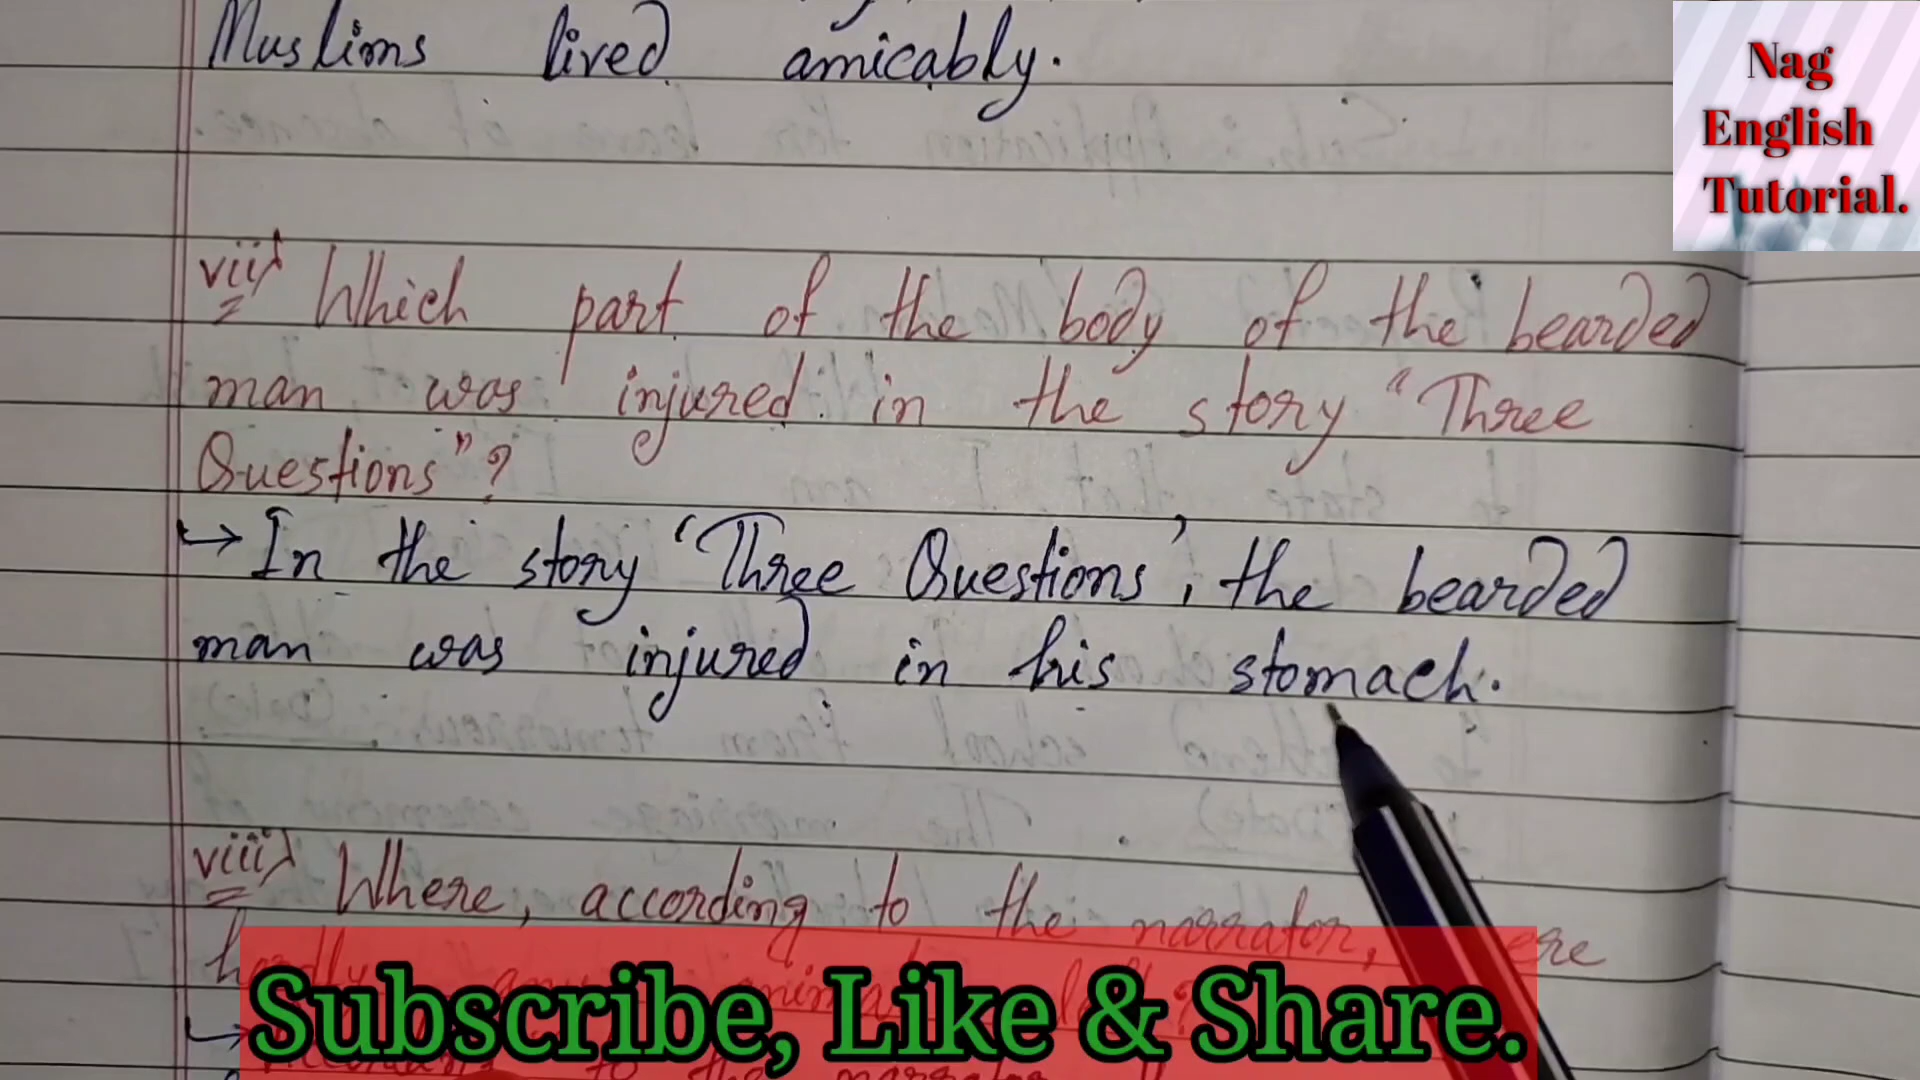 Muslims lived amicably.
Nag
English
Tutorial.
vii) Which part of the body of the bearded
man was injured in the story "Three
Questions"?
↳ In the story 'Three Questions', the bearded
man was injured in his stomach.
viii) Where, according to the narrator,
Subscribe, Like & Share.